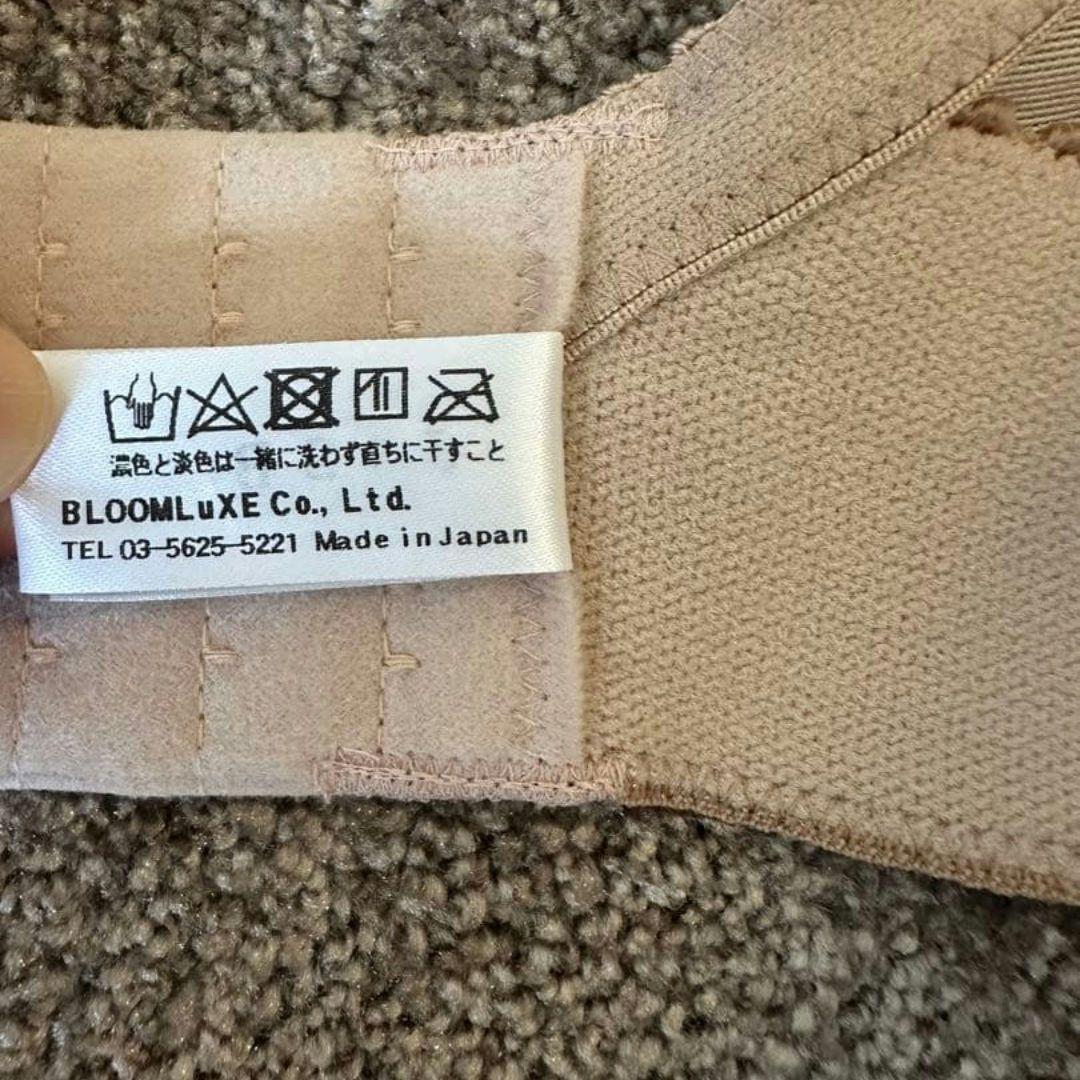 濃色と淡色は一緒に洗わず直ちに干すこと
BLOOMLuXE Co., Ltd.
TEL 03-5625-5221 Made in Japan